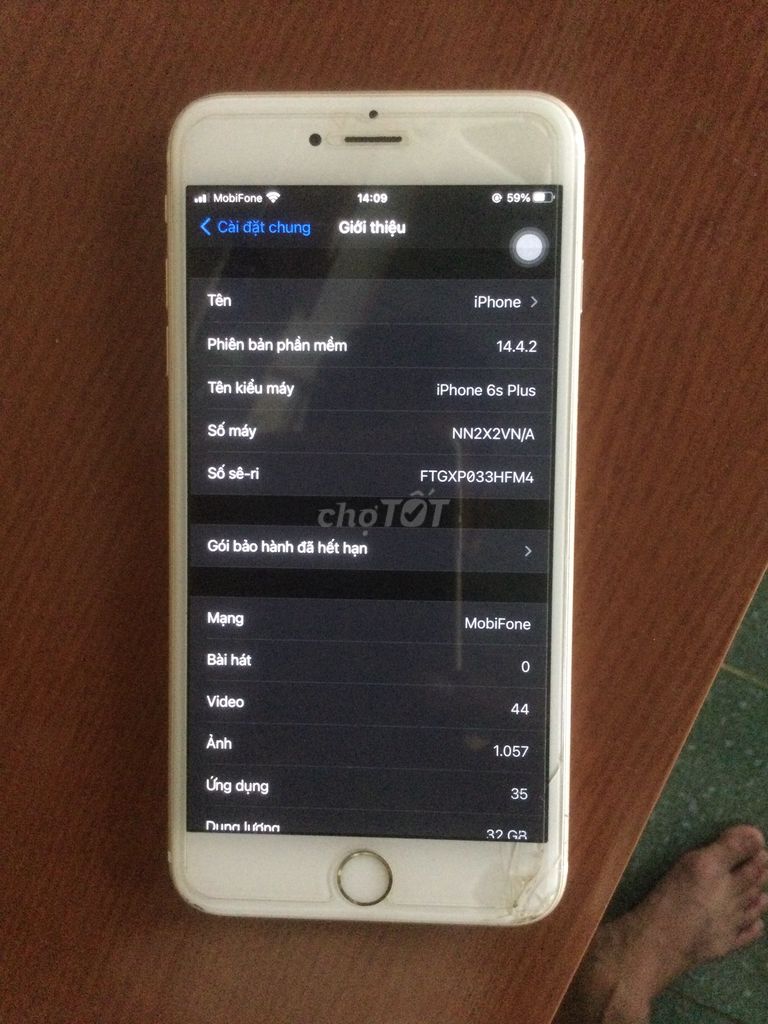 MobiFone 14:09 59%
Cài đặt chung Giới thiệu
Tên iPhone
Phiên bản phần mềm 14.4.2
Tên kiểu máy iPhone 6s Plus
Số máy NN2X2VN/A
Số sê-ri FTGXP033HFM4
chợTỐT
Gói bảo hành đã hết hạn
Mạng MobiFone
Bài hát 0
Video 44
Ảnh 1.057
Ứng dụng 35
Dung lượng 32 GB